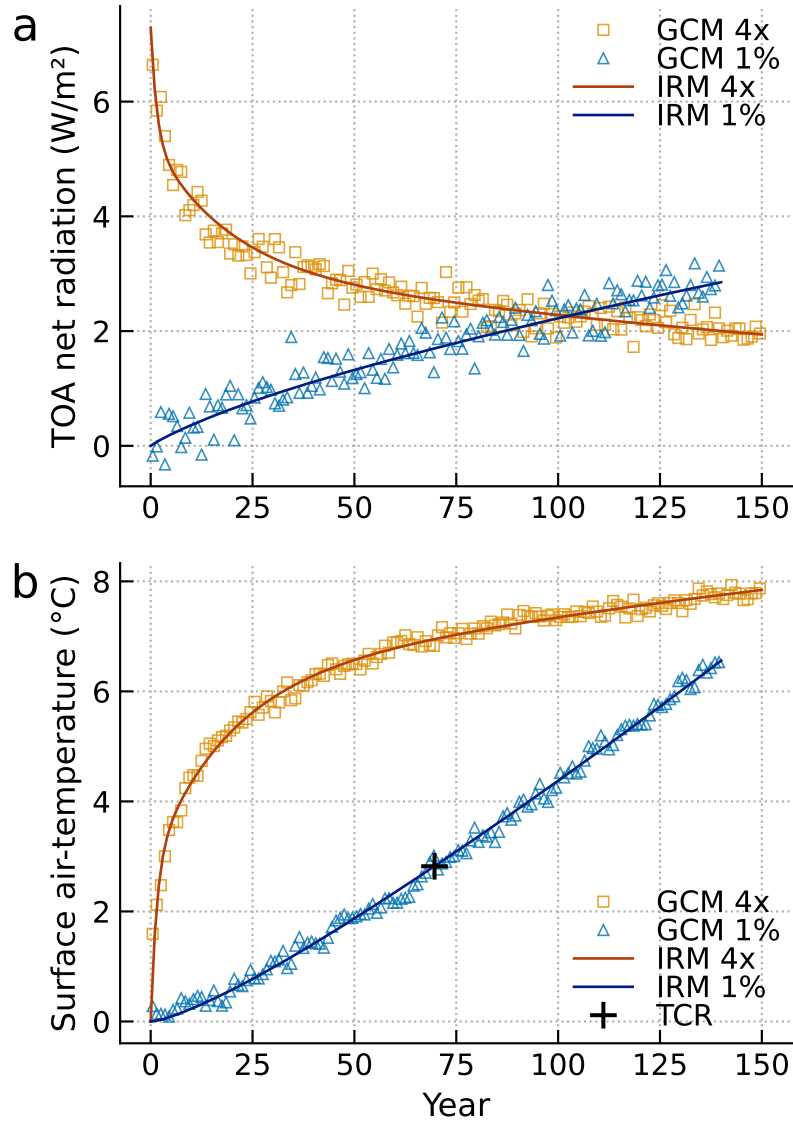 a
TOA net radiation (W/m²)
6
4
2
0
GCM 4x
GCM 1%
IRM 4x
IRM 1%
0 25 50 75 100 125 150
b
Surface air-temperature (°C)
8
6
4
2
0
GCM 4x
GCM 1%
IRM 4x
IRM 1%
TCR
0 25 50 75 100 125 150
Year